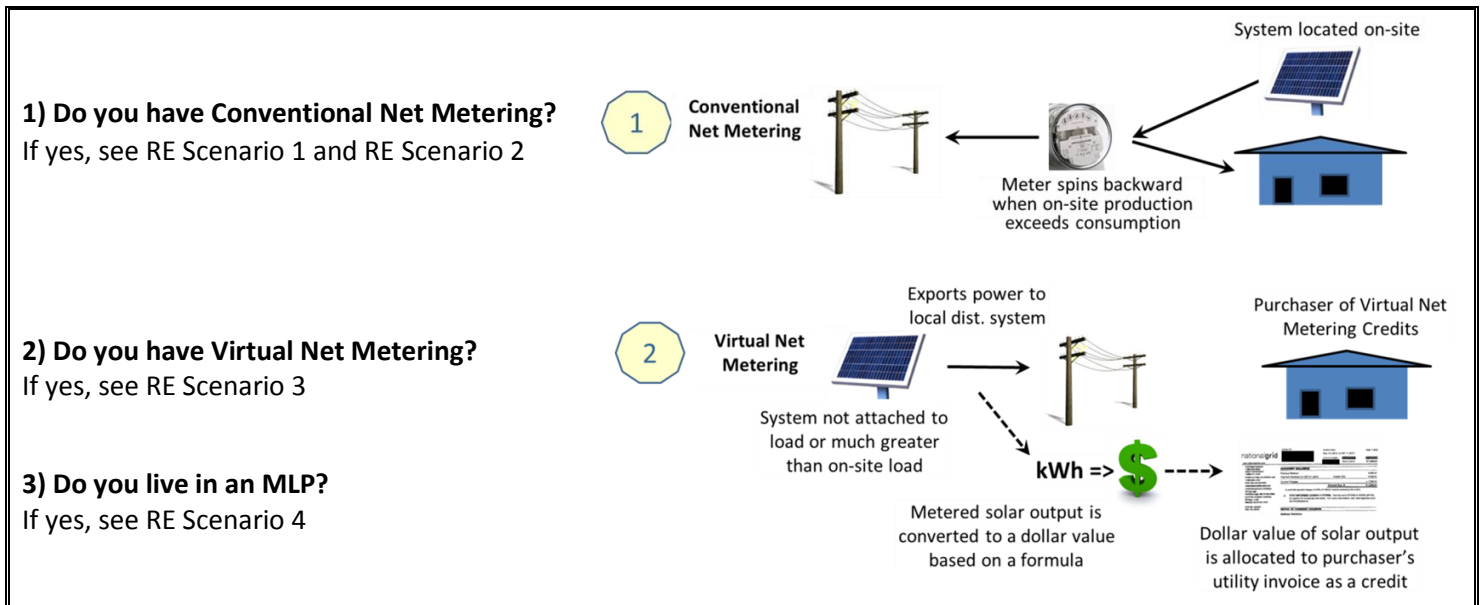 1) Do you have Conventional Net Metering?
If yes, see RE Scenario 1 and RE Scenario 2
1
Conventional
Net Metering
System located on-site
Meter spins backward
when on-site production
exceeds consumption
2) Do you have Virtual Net Metering?
If yes, see RE Scenario 3
2
Virtual Net
Metering
Exports power to
local dist. system
Purchaser of Virtual Net
Metering Credits
System not attached to
load or much greater
than on-site load
3) Do you live in an MLP?
If yes, see RE Scenario 4
kWh => $
nationalgrid
Metered solar output is
converted to a dollar value
based on a formula
Dollar value of solar output
is allocated to purchaser's
utility invoice as a credit